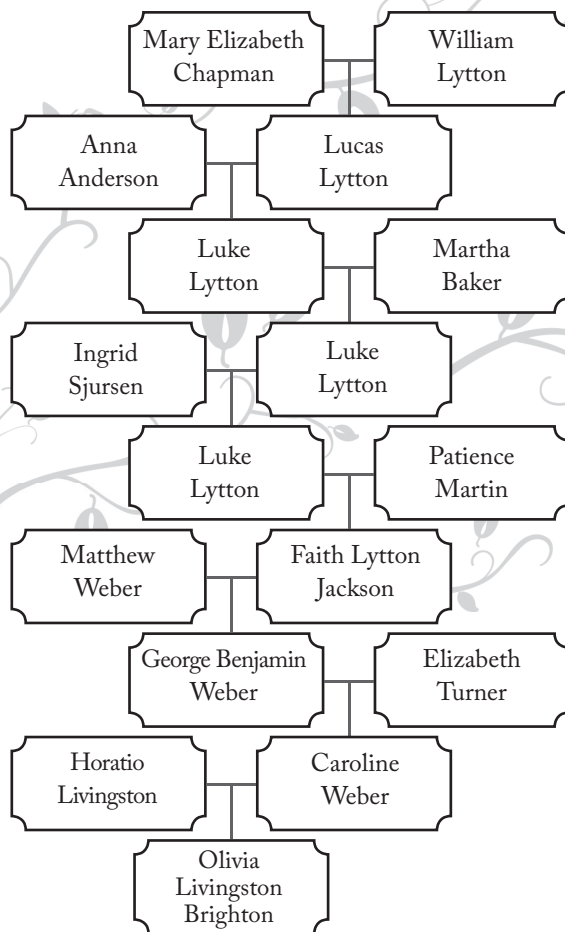 Mary Elizabeth
Chapman
William
Lytton
Anna
Anderson
Lucas
Lytton
Luke
Lytton
Martha
Baker
Ingrid
Sjursen
Luke
Lytton
Luke
Lytton
Patience
Martin
Matthew
Weber
Faith Lytton
Jackson
George Benjamin
Weber
Elizabeth
Turner
Horatio
Livingston
Caroline
Weber
Olivia
Livingston
Brighton